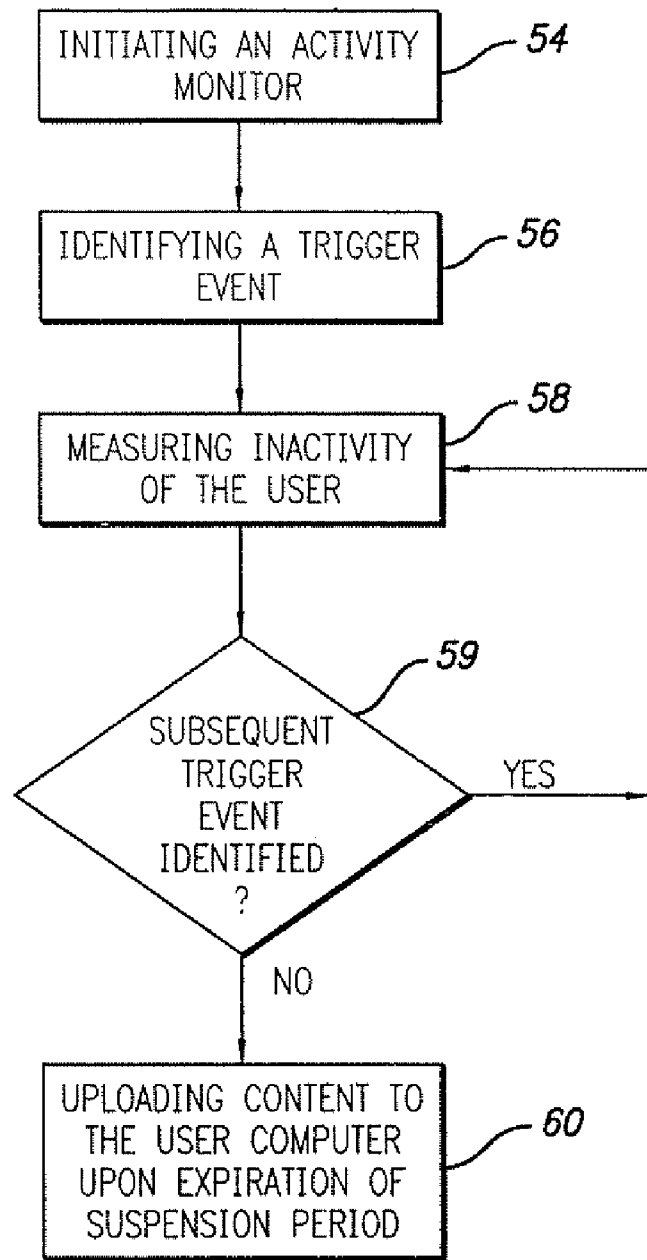 INITIATING AN ACTIVITY
MONITOR
54
IDENTIFYING A TRIGGER
EVENT
56
MEASURING INACTIVITY
OF THE USER
58
SUBSEQUENT
TRIGGER
EVENT
IDENTIFIED
?
59
YES
NO
UPLOADING CONTENT TO
THE USER COMPUTER
UPON EXPIRATION OF
SUSPENSION PERIOD
60